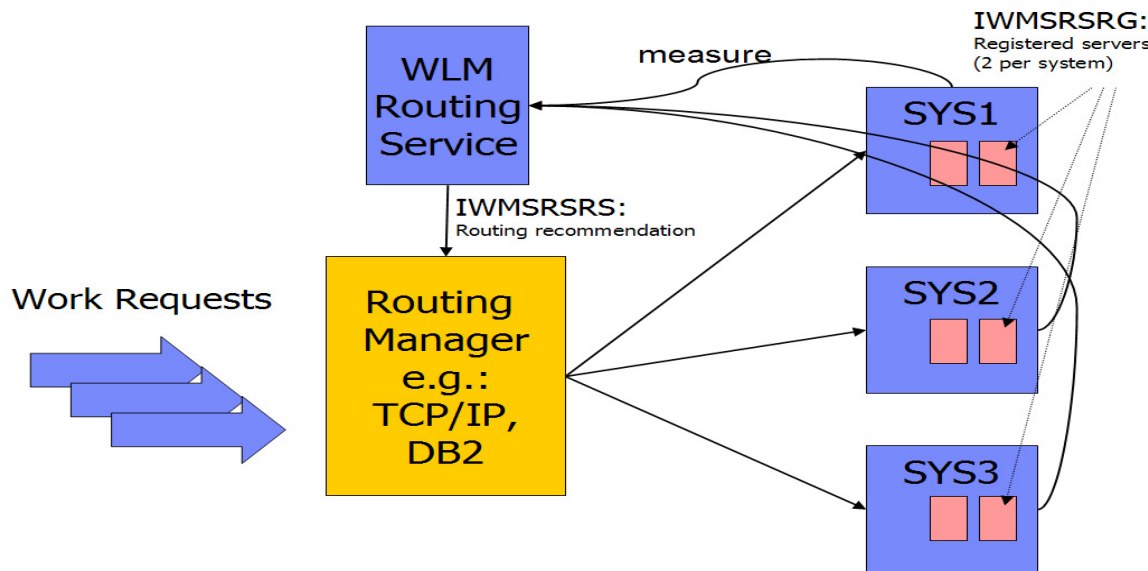 IWMSRSRG:
Registered servers
(2 per system)
measure
WLM
Routing
Service
SYS1
IWMSRSRS:
Routing recommendation
Work Requests
Routing
Manager
e.g.:
TCP/IP,
DB2
SYS2
SYS3